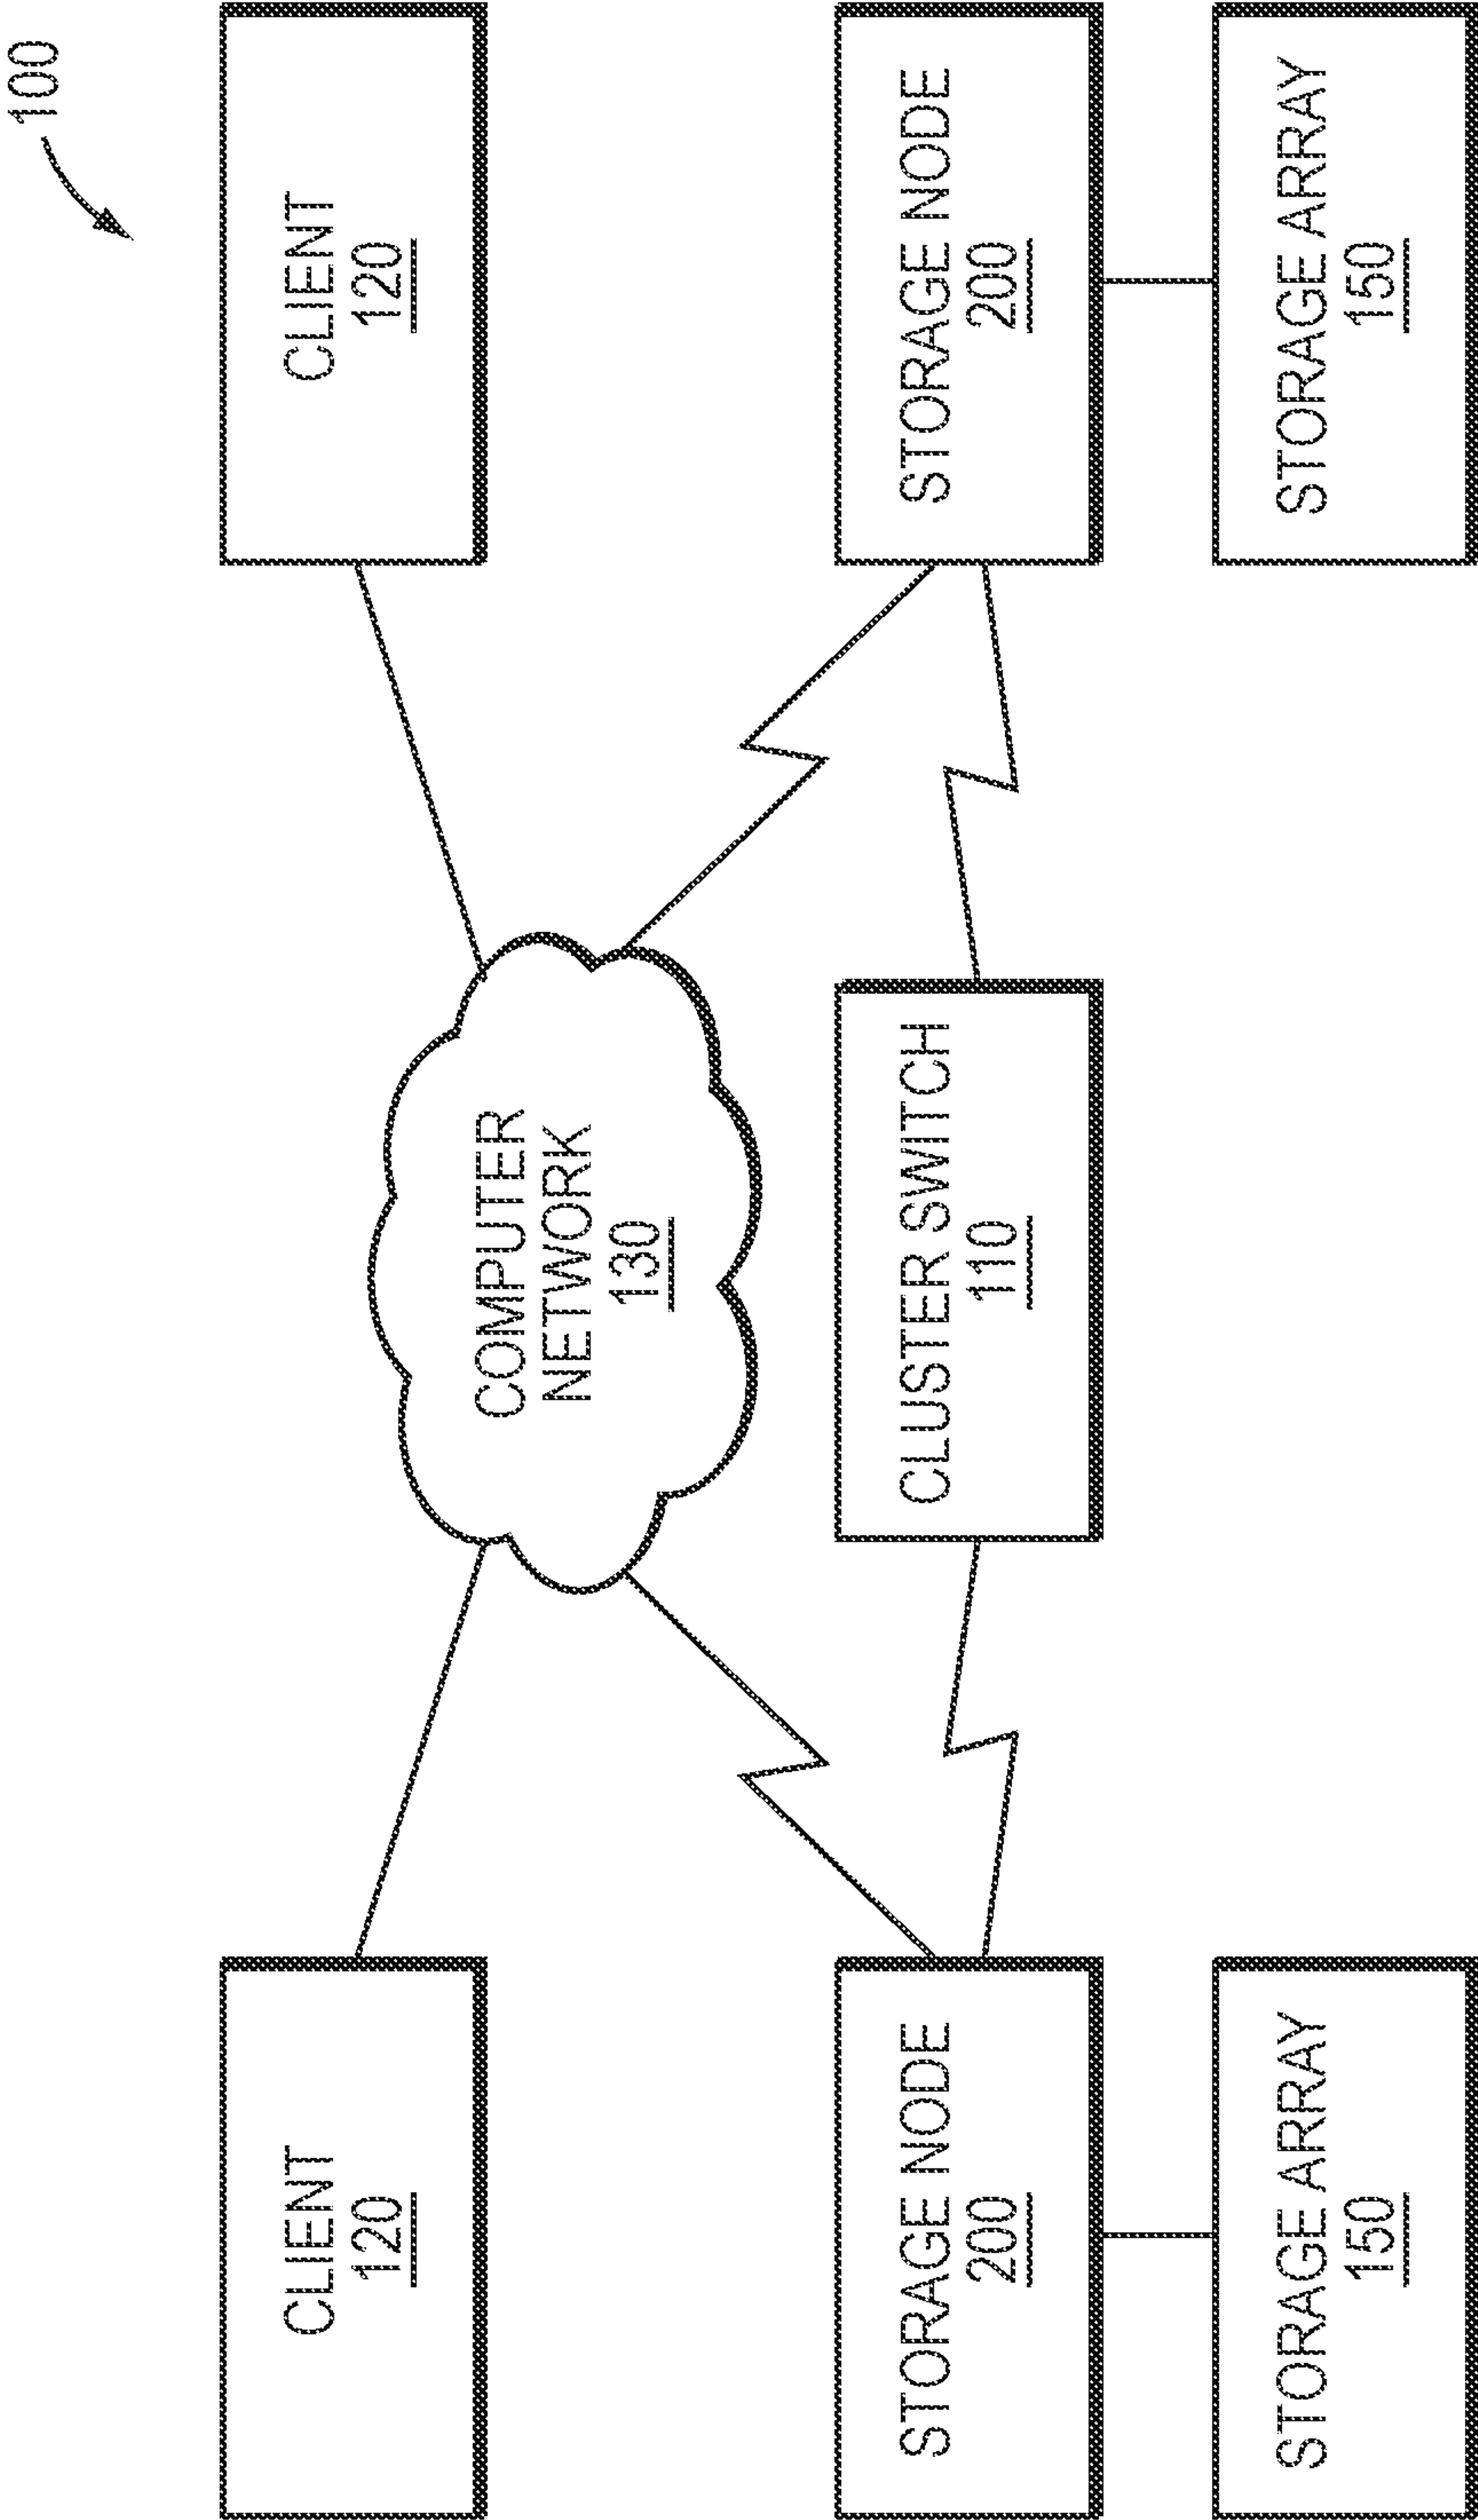 100
CLIENT
120
CLIENT
120
COMPUTER
NETWORK
130
STORAGE NODE
200
CLUSTER SWITCH
110
STORAGE NODE
200
STORAGE ARRAY
150
STORAGE ARRAY
150